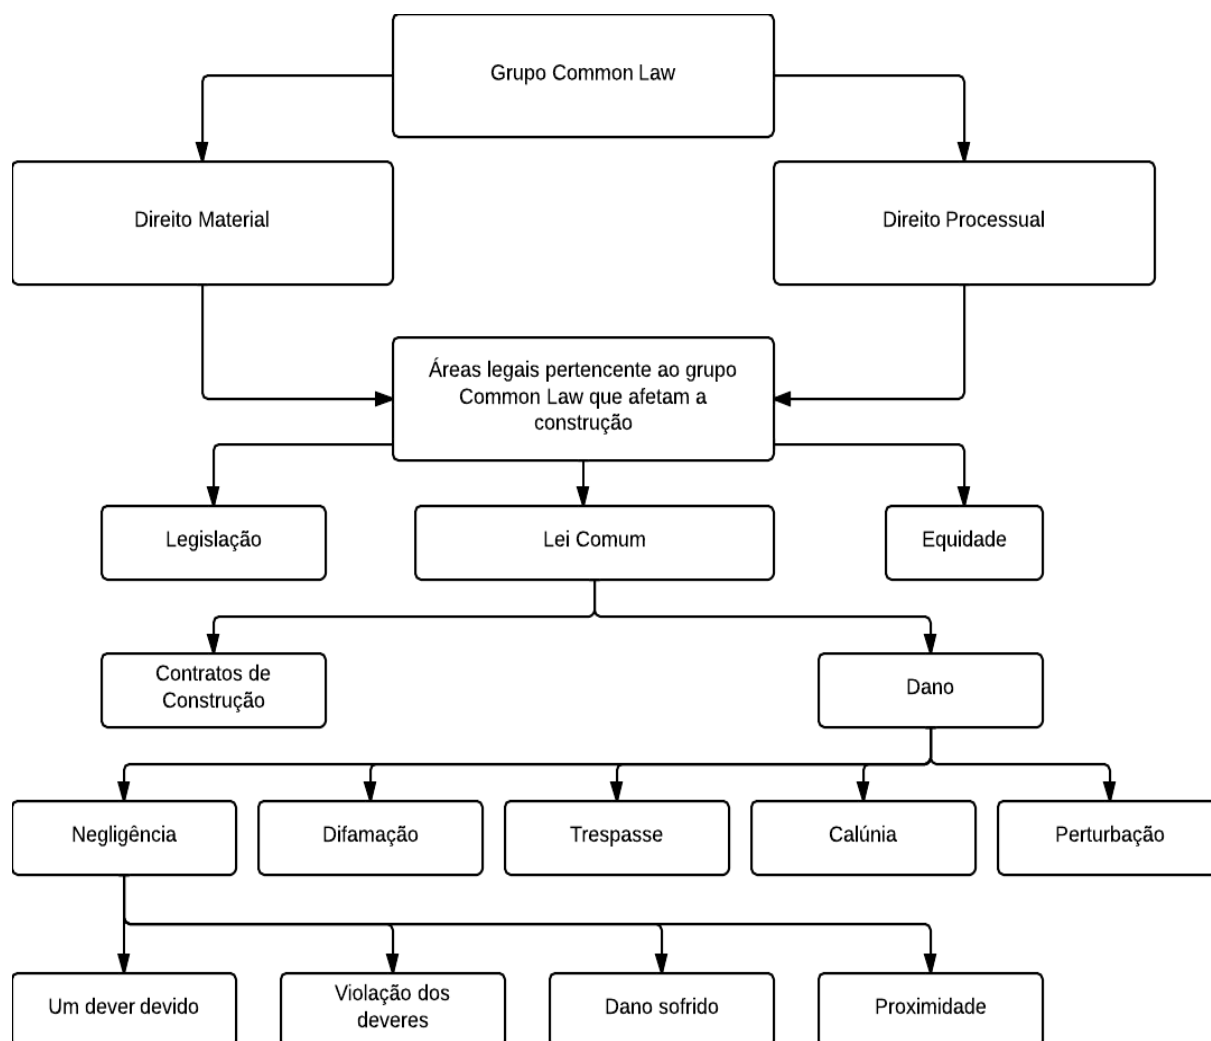 Grupo Common Law
Direito Material
Direito Processual
Áreas legais pertencente ao grupo
Common Law que afetam a
construção
Legislação
Lei Comum
Equidade
Contratos de
Construção
Dano
Negligência
Difamação
Trespasse
Calúnia
Perturbação
Um dever devido
Violação dos
deveres
Dano sofrido
Proximidade